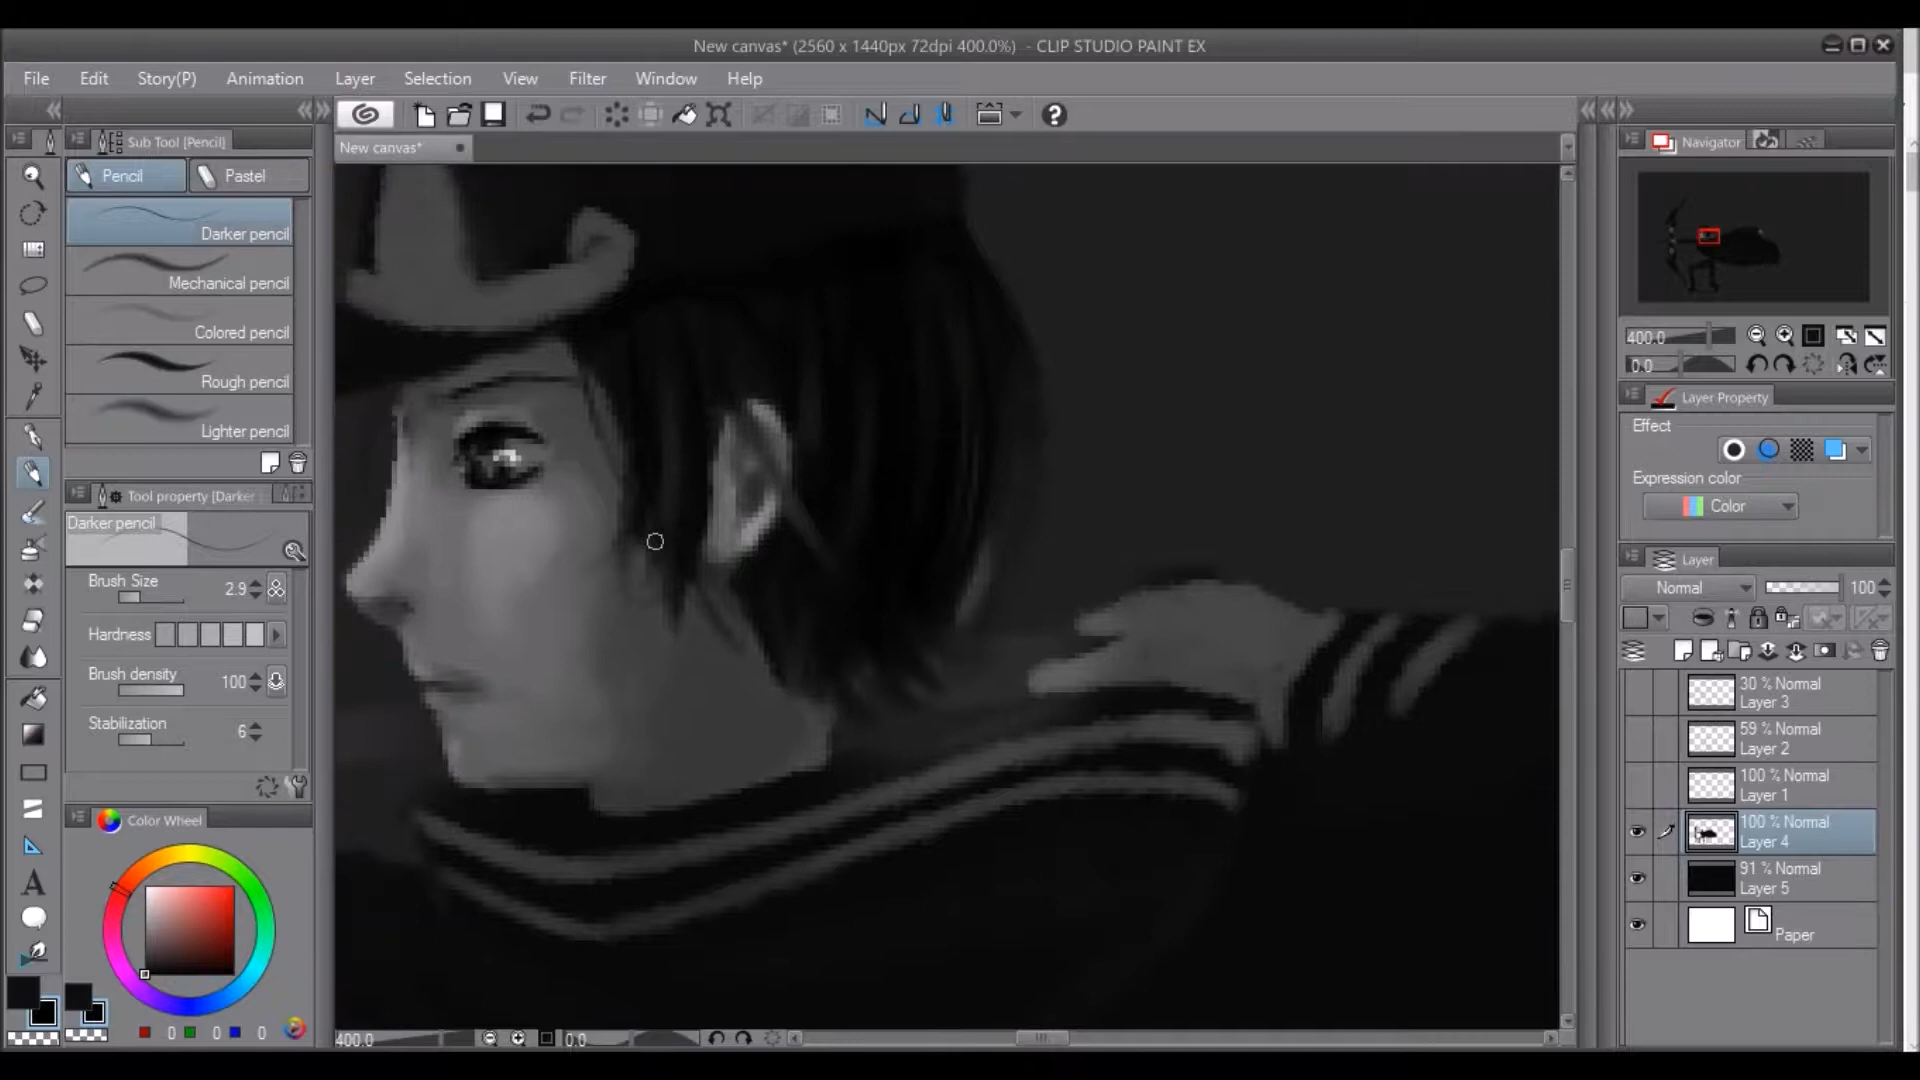 New canvas* (2560 x 1440px 72dpi 400.0%) - CLIP STUDIO PAINT EX
File Edit Story(P) Animation Layer Selection View Filter Window Help
Sub Tool [Pencil]
Pencil Pastel
Darker pencil
Mechanical pencil
Colored pencil
Rough pencil
Lighter pencil
Tool property [Darker
Darker pencil
Brush Size 2.9
Hardness
Brush density 100
Stabilization 6
Color Wheel
0 0 0
New canvas*
400.0 0.0
Navigator
400.0
0.0
Layer Property
Effect
Expression color
Color
Layer
Normal 100
30 % Normal
Layer 3
59 % Normal
Layer 2
100 % Normal
Layer 1
100 % Normal
Layer 4
91 % Normal
Layer 5
Paper